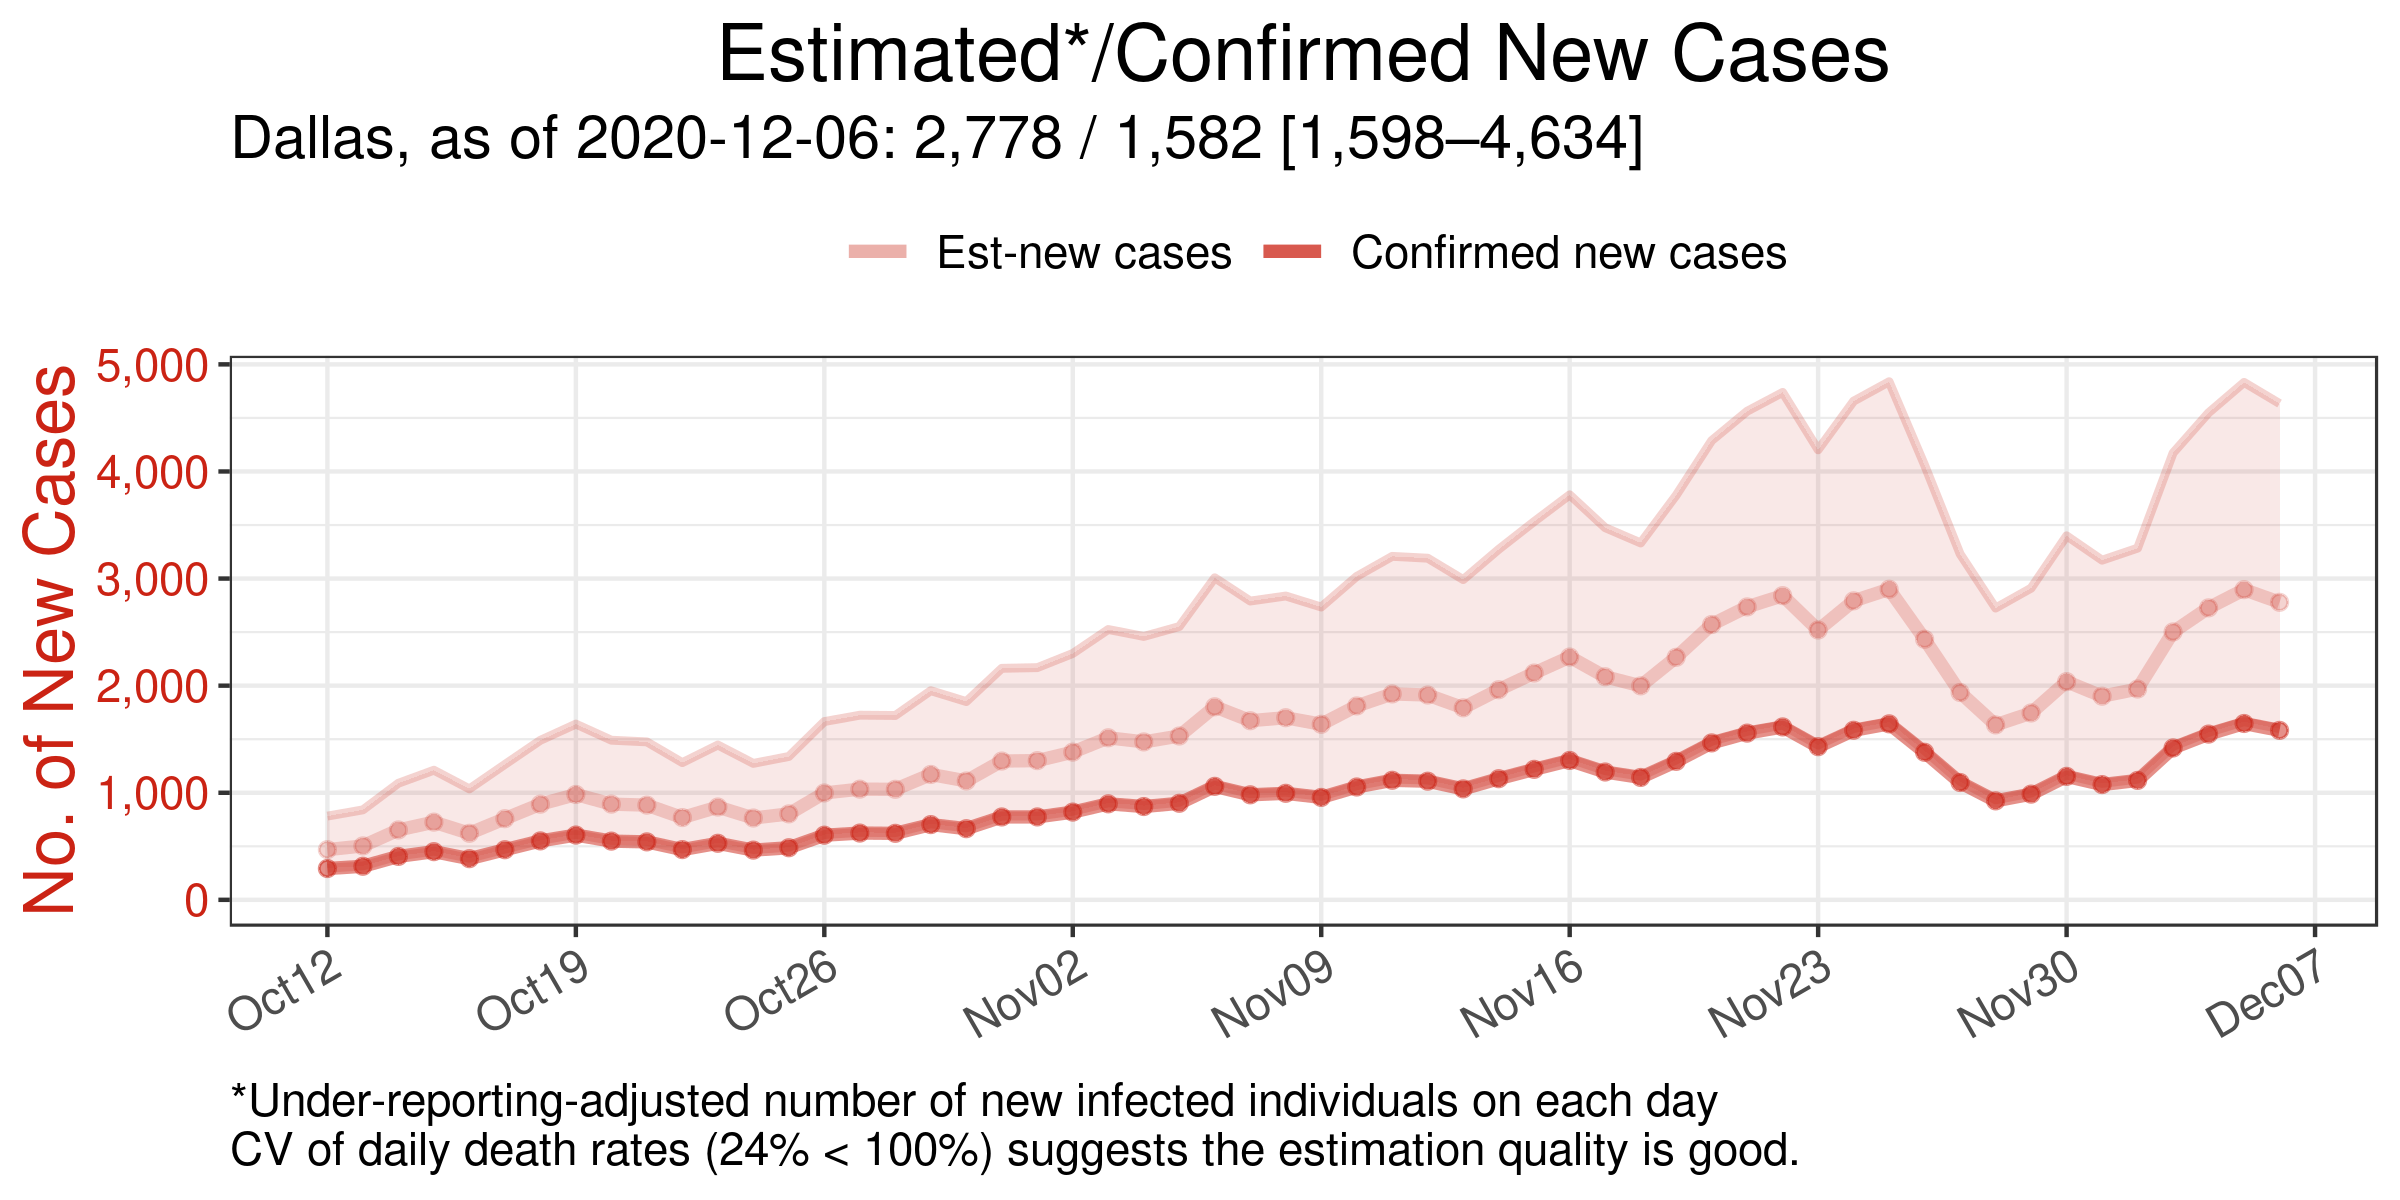 Estimated*/Confirmed New Cases
Dallas, as of 2020-12-06: 2,778 / 1,582 [1,598–4,634]
Est-new cases
Confirmed new cases
No. of New Cases
5,000
4,000
3,000
2,000
1,000
0
Oct12
Oct19
Oct26
Nov02
Nov09
Nov16
Nov23
Nov30
Dec07
*Under-reporting-adjusted number of new infected individuals on each day
CV of daily death rates (24% < 100%) suggests the estimation quality is good.